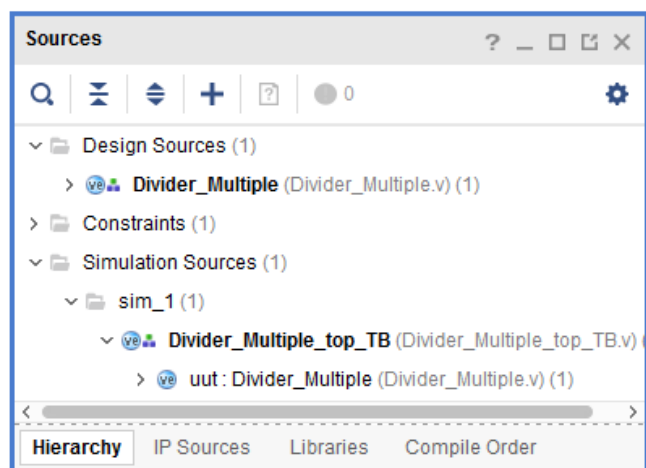 Sources
0
Design Sources (1)
Divider_Multiple (Divider_Multiple.v) (1)
Constraints (1)
Simulation Sources (1)
sim_1 (1)
Divider_Multiple_top_TB (Divider_Multiple_top_TB.v) (
uut : Divider_Multiple (Divider_Multiple.v) (1)
Hierarchy IP Sources Libraries Compile Order